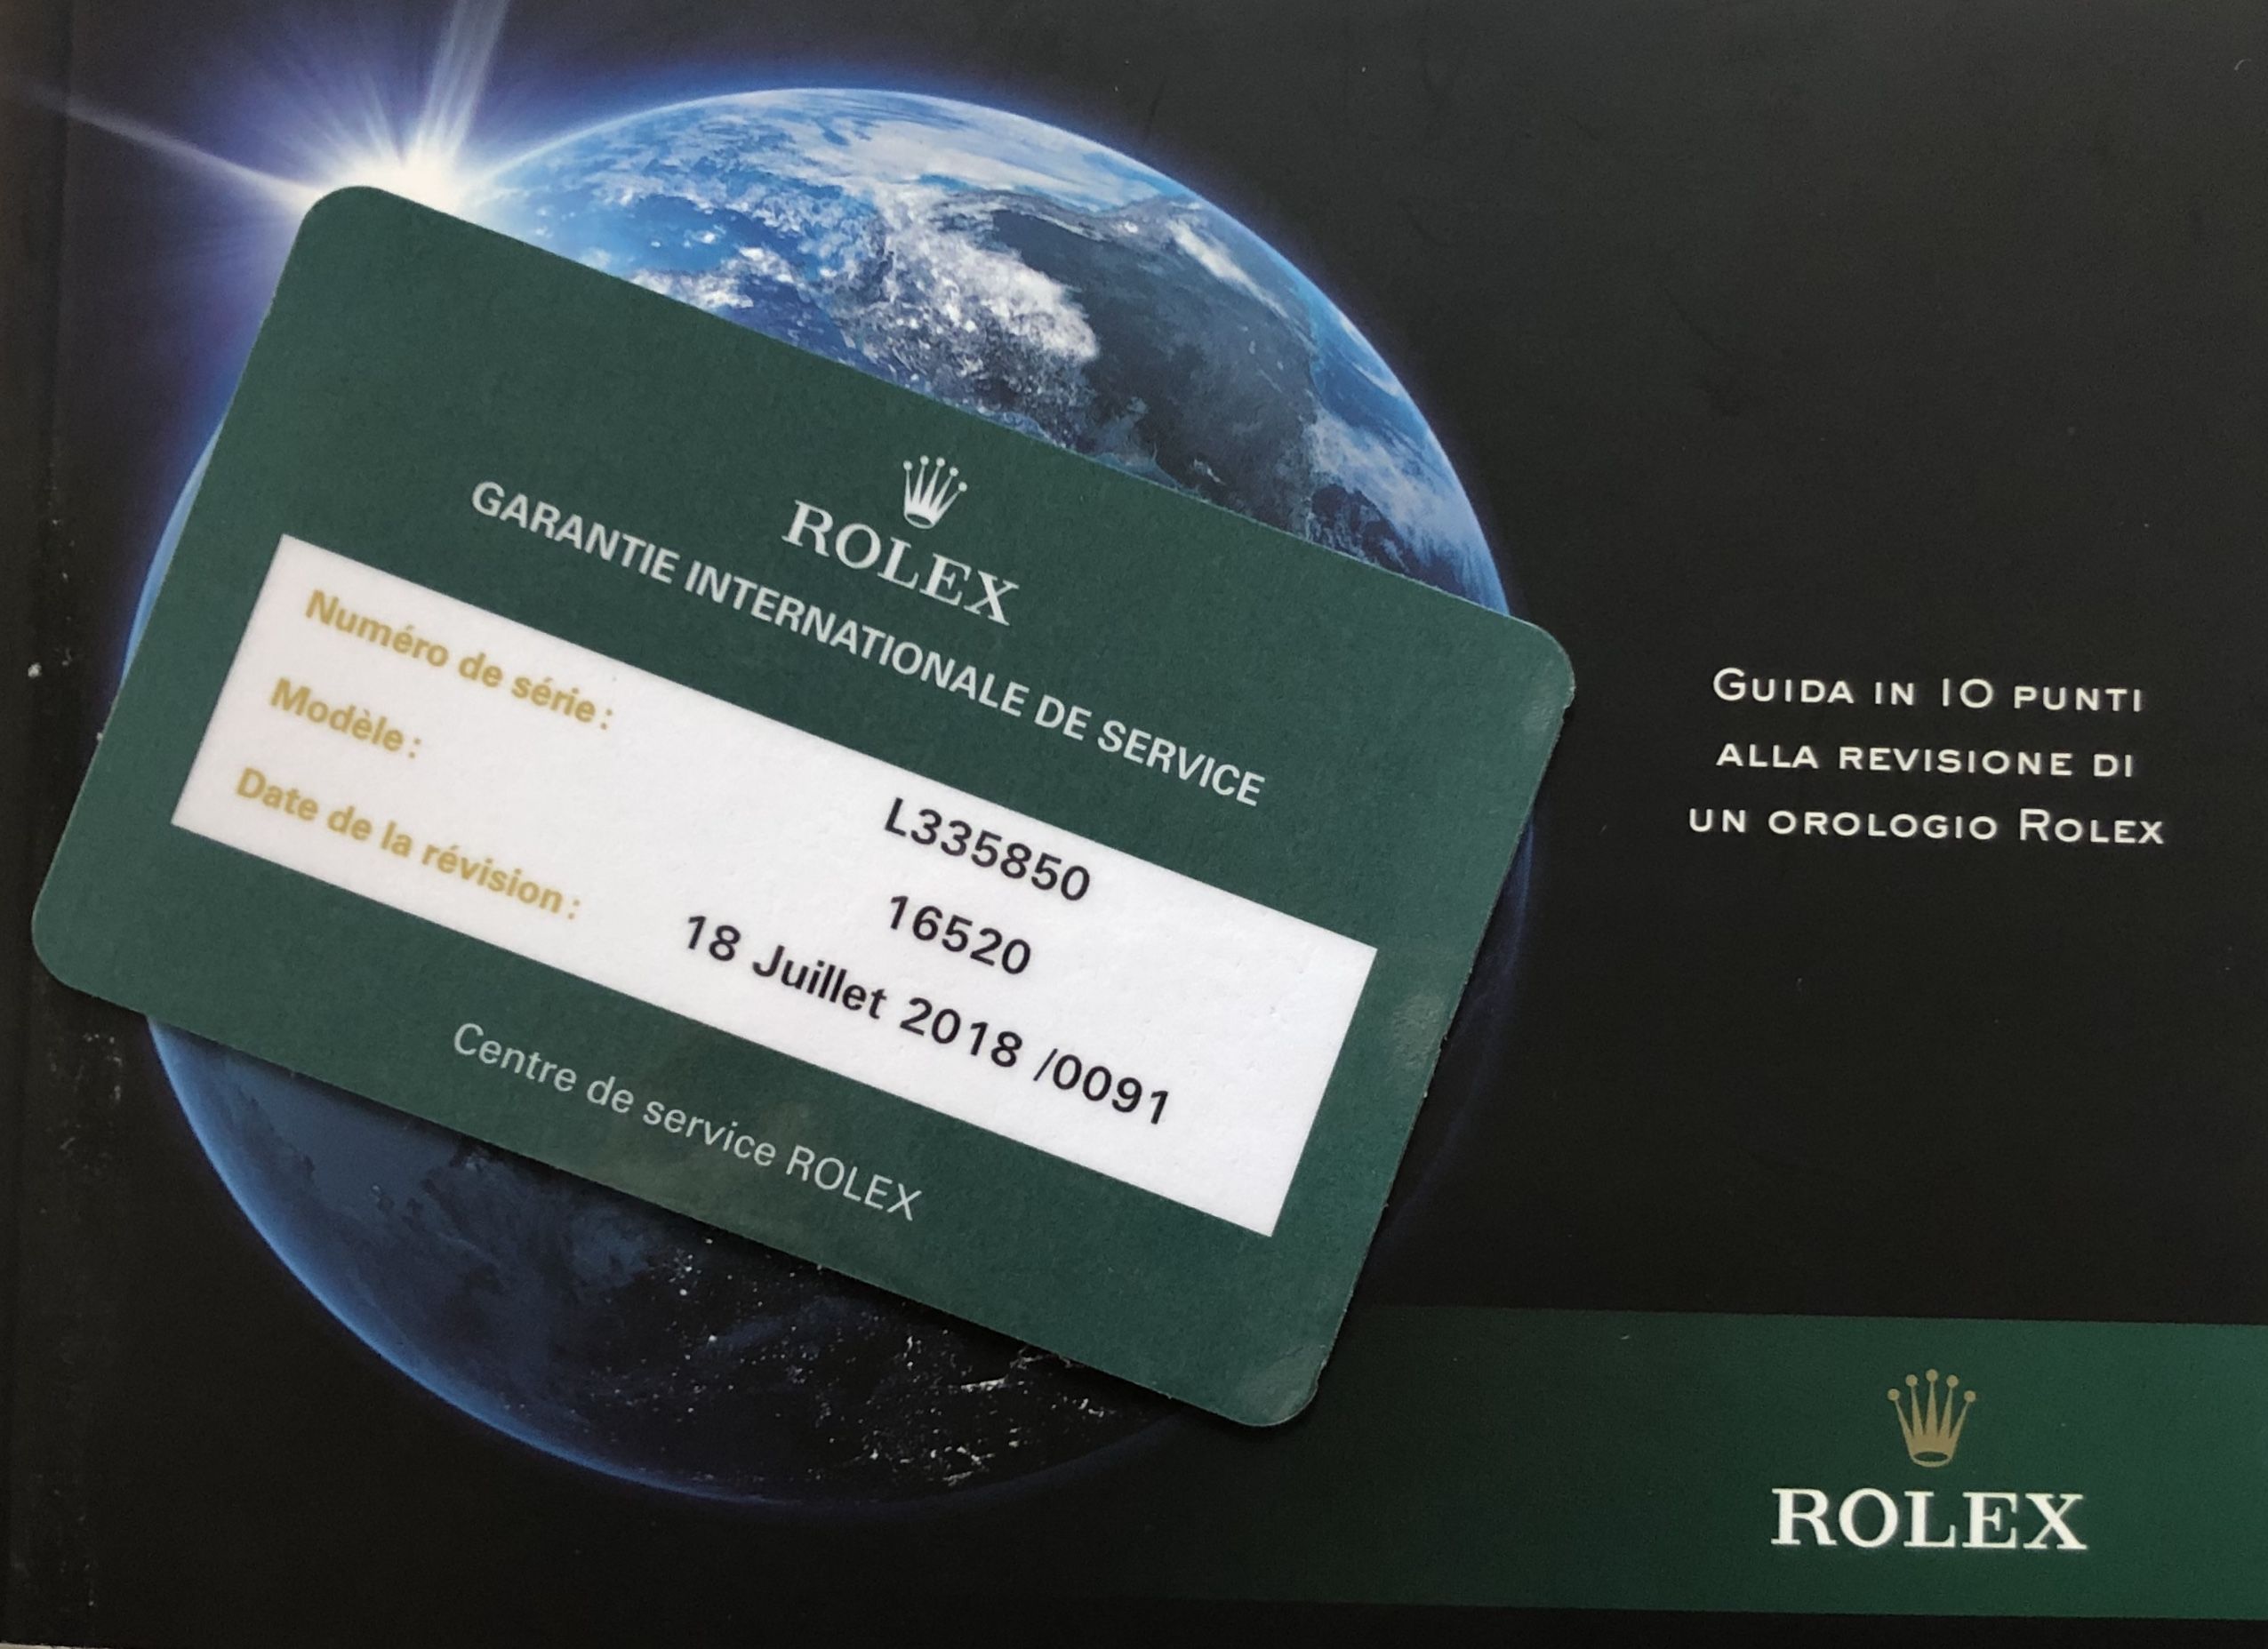 ROLEX
GARANTIE INTERNATIONALE DE SERVICE
Numéro de série : L335850
Modèle : 16520
Date de la révision : 18 Juillet 2018 /0091
Centre de service ROLEX
GUIDA IN 10 PUNTI
ALLA REVISIONE DI
UN OROLOGIO ROLEX
ROLEX